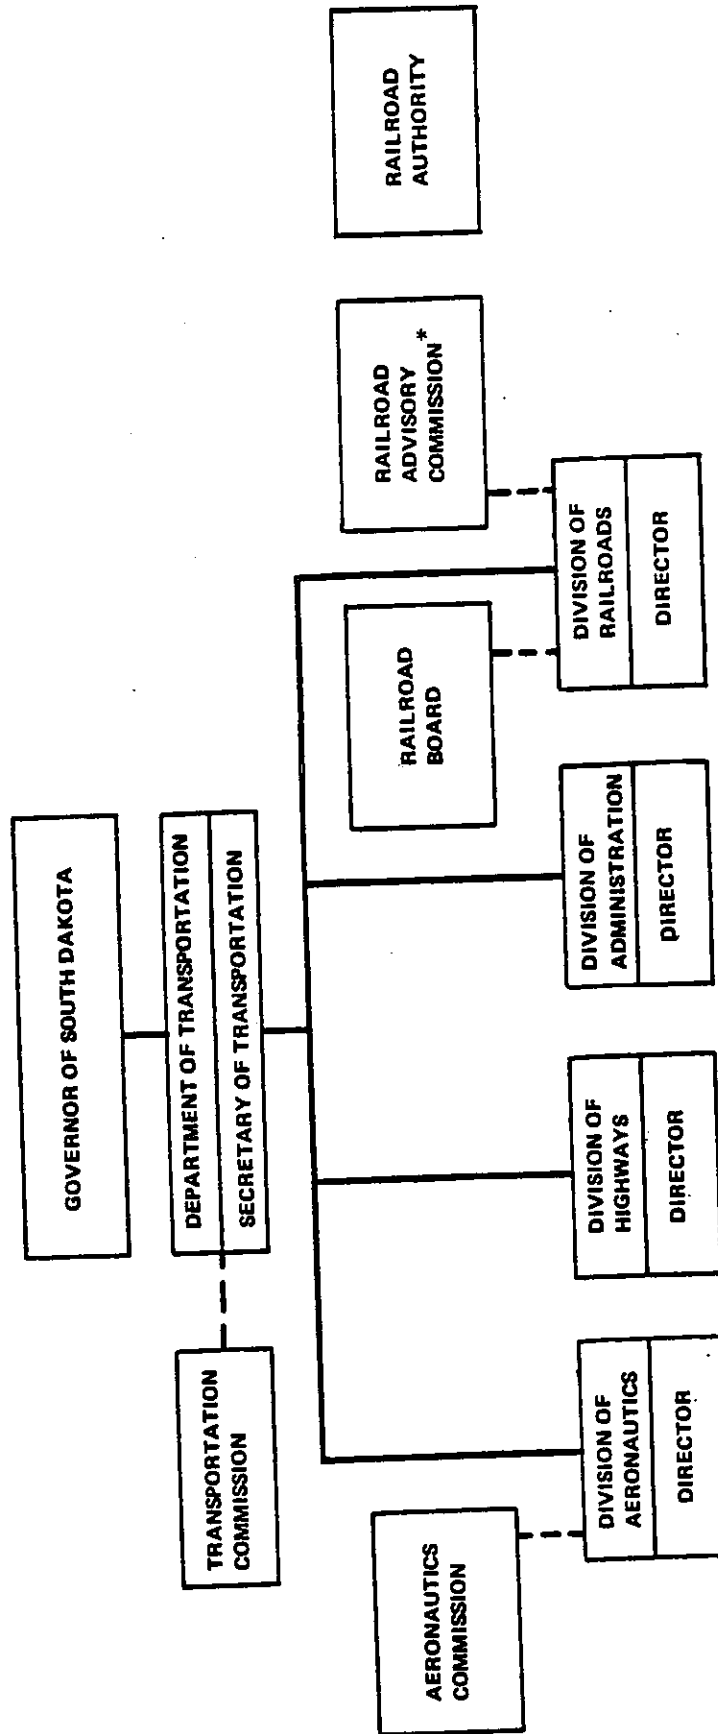 GOVERNOR OF SOUTH DAKOTA
DEPARTMENT OF TRANSPORTATION
SECRETARY OF TRANSPORTATION
TRANSPORTATION
COMMISSION
AERONAUTICS
COMMISSION
RAILROAD
BOARD
RAILROAD
ADVISORY
COMMISSION*
RAILROAD
AUTHORITY
DIVISION OF
AERONAUTICS
DIRECTOR
DIVISION OF
HIGHWAYS
DIRECTOR
DIVISION OF
ADMINISTRATION
DIRECTOR
DIVISION OF
RAILROADS
DIRECTOR